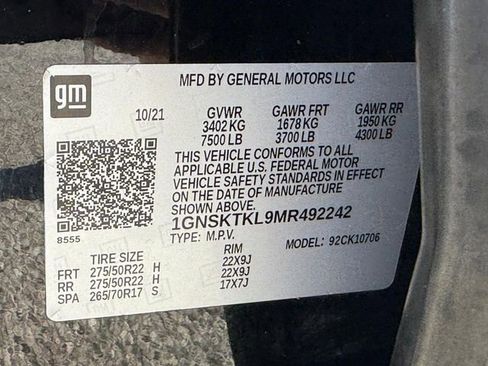 gm
MFD BY GENERAL MOTORS LLC
10/21 GVWR GAWR FRT GAWR RR
3402 KG 1678 KG 1950 KG
7500 LB 3700 LB 4300 LB
THIS VEHICLE CONFORMS TO ALL
APPLICABLE U.S. FEDERAL MOTOR
VEHICLE SAFETY STANDARDS IN EFFECT
ON THE DATE OF MANUFACTURE
SHOWN ABOVE.
1GNSKTKL9MR492242
8555 TYPE: M.P.V. MODEL: 92CK10706
TIRE SIZE RIM
FRT 275/50R22 H 22X9J
RR 275/50R22 H 22X9J
SPA 265/70R17 S 17X7J